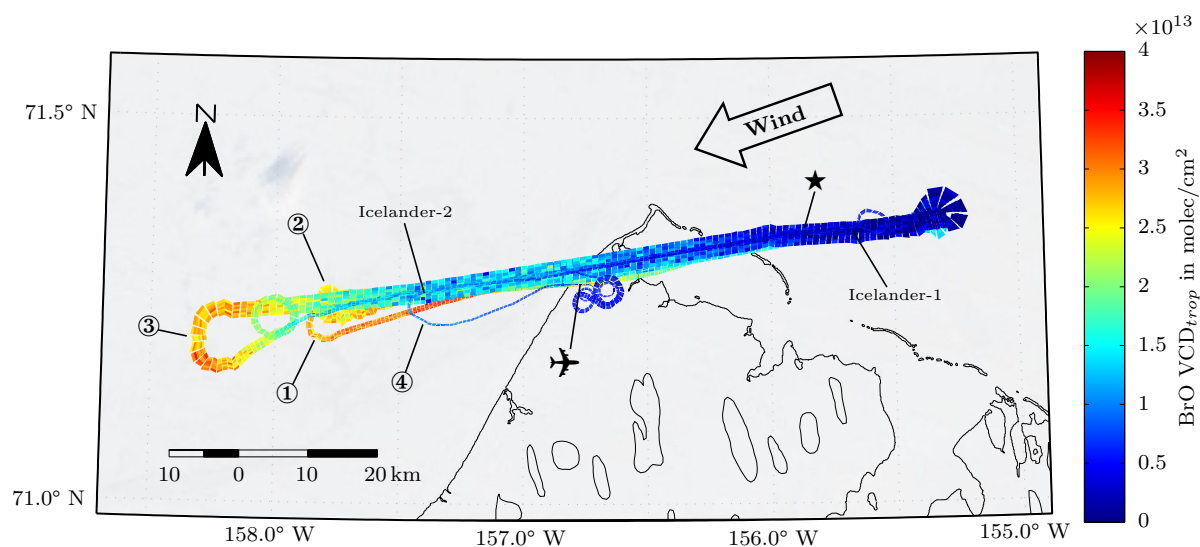 ×10¹³
71.5° N
N
Wind
★
②
Icelander-2
③
Icelander-1
①
④
10 0 10 20 km
71.0° N
158.0° W 157.0° W 156.0° W 155.0° W
4
3.5
3
2.5
2
1.5
1
0.5
0
BrO VCD_trop in molec/cm²